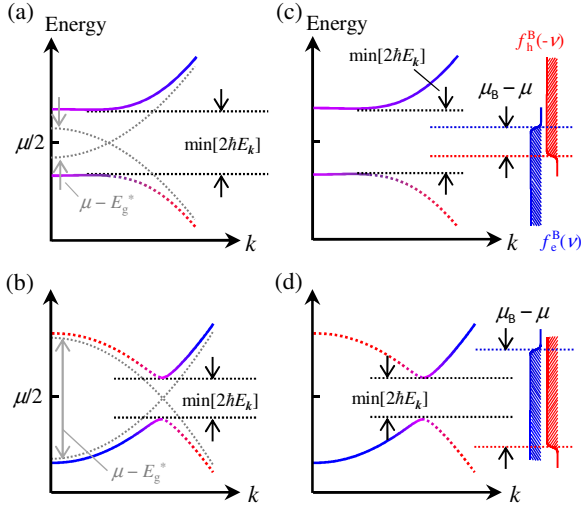 (a)
Energy
μ/2
μ − E_g^*
min[2ħE_k]
k
(c)
Energy
min[2ħE_k]
μ_B − μ
f_h^B(-ν)
f_e^B(ν)
k
(b)
μ/2
μ − E_g^*
min[2ħE_k]
k
(d)
μ_B − μ
min[2ħE_k]
k